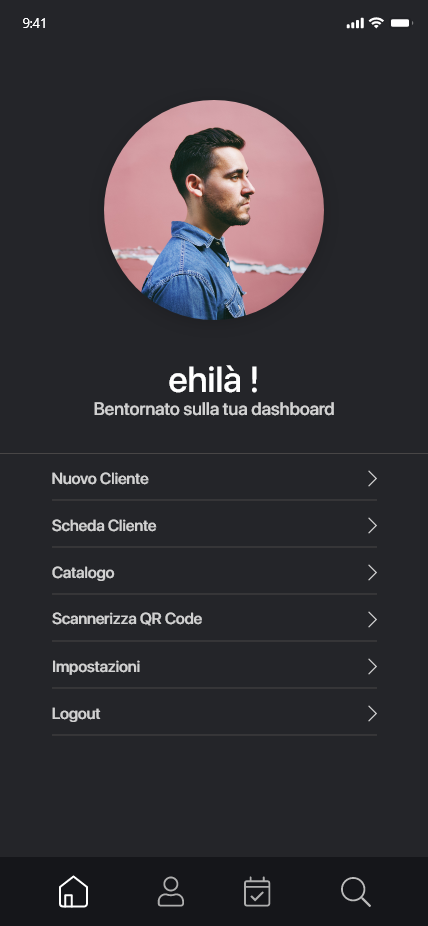 9:41
ehilà !
Bentornato sulla tua dashboard
Nuovo Cliente
Scheda Cliente
Catalogo
Scannerizza QR Code
Impostazioni
Logout